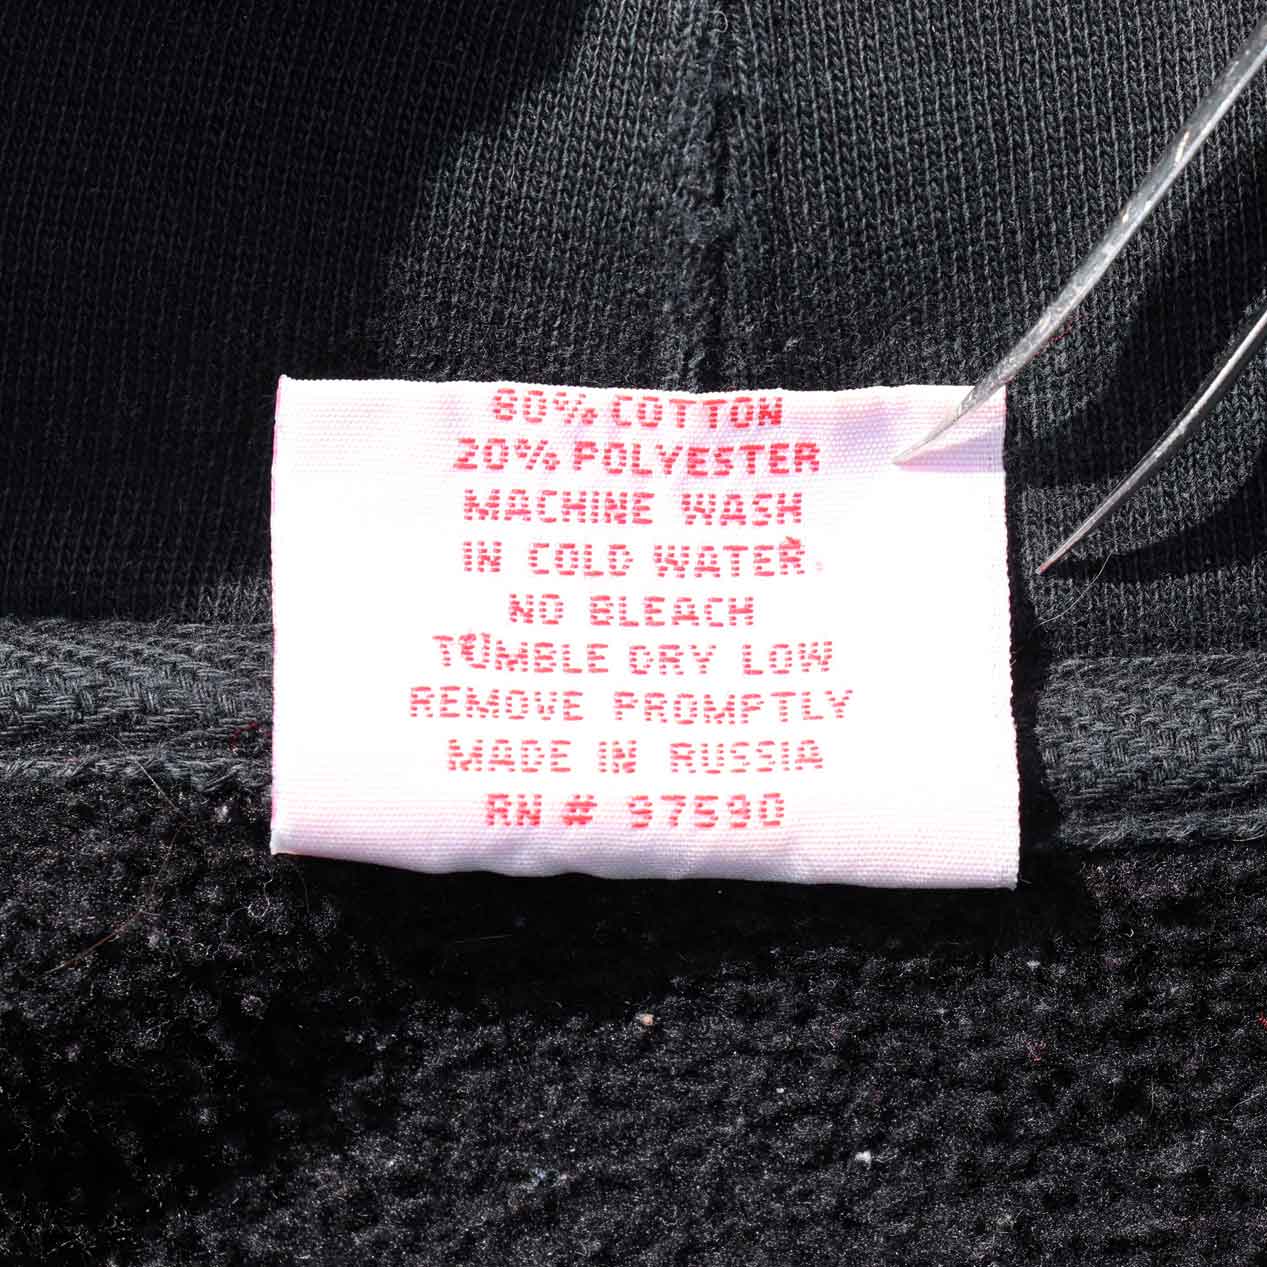 80% COTTON
20% POLYESTER
MACHINE WASH
IN COLD WATER.
NO BLEACH
TUMBLE DRY LOW
REMOVE PROMPTLY
MADE IN RUSSIA
RN # 97590